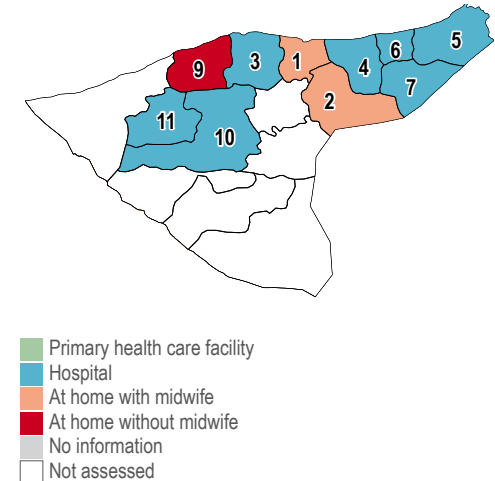 5
6
3
1
4
9
7
2
11
10
Primary health care facility
Hospital
At home with midwife
At home without midwife
No information
Not assessed